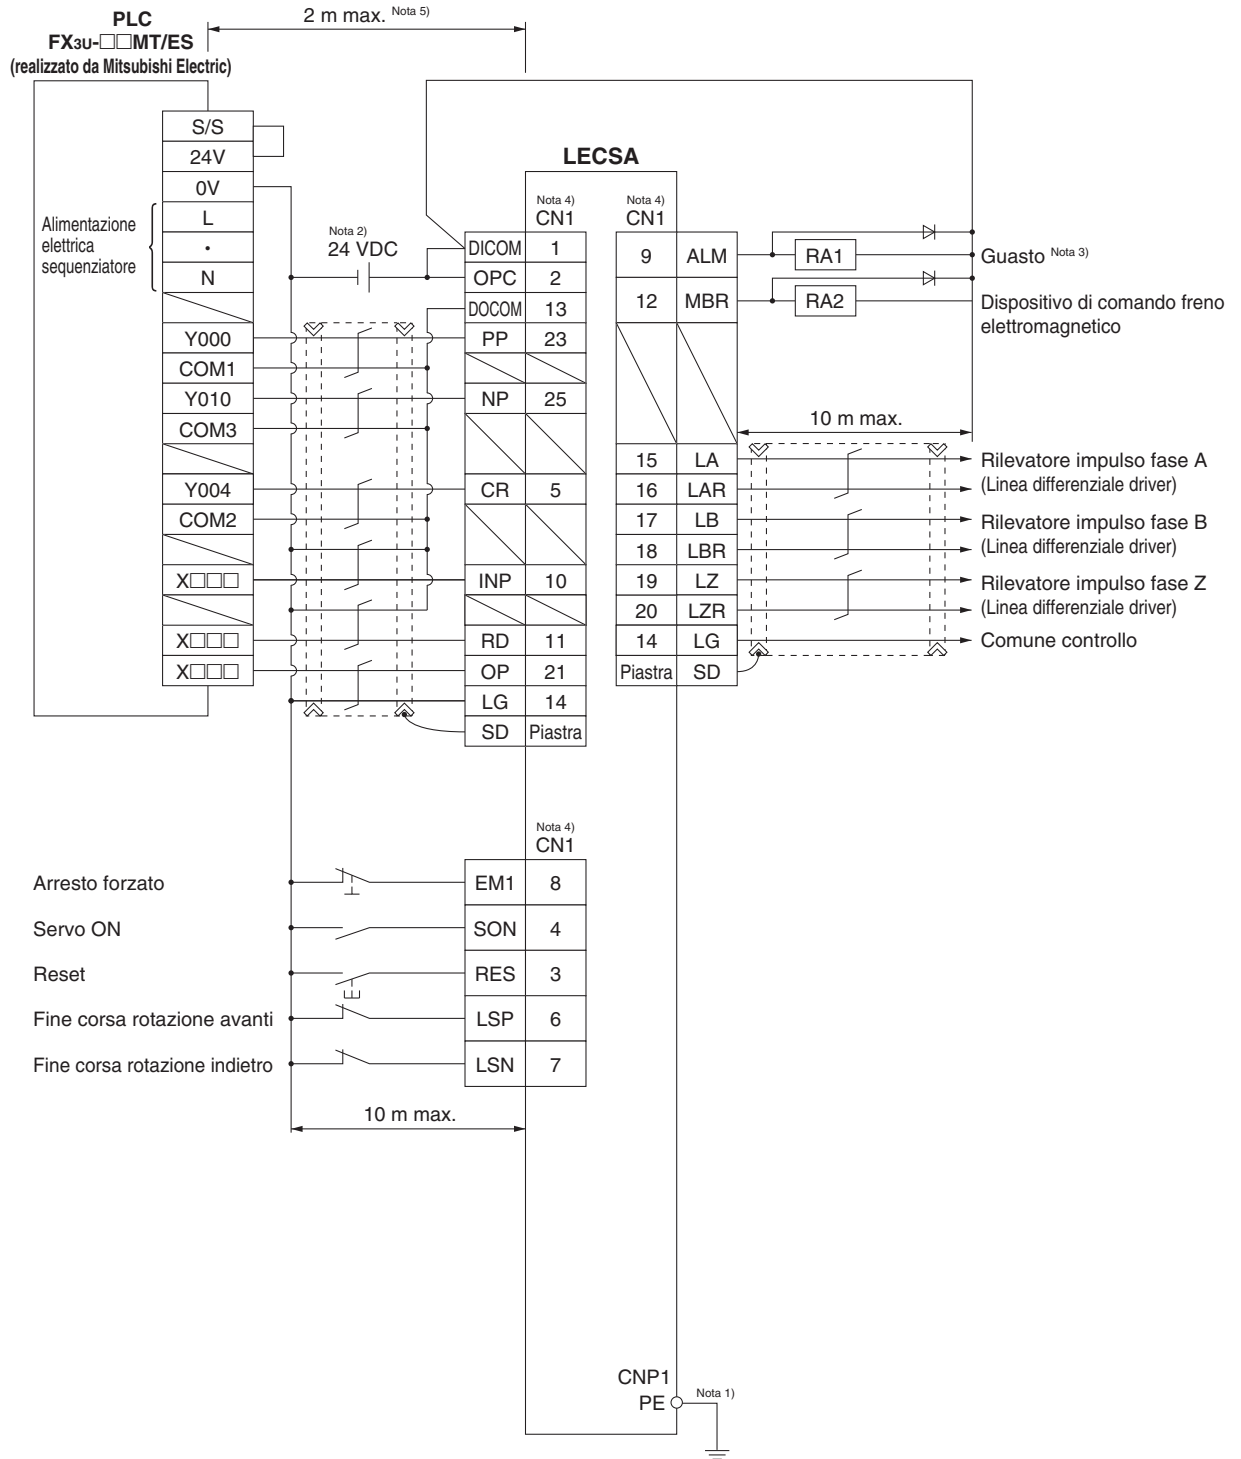 PLC
FX3U-□□MT/ES
(realizzato da Mitsubishi Electric)
2 m max. Nota 5)
S/S
24V
0V
L
•
N
Alimentazione
elettrica
sequenziatore
Y000
COM1
Y010
COM3
Y004
COM2
X□□□
X□□□
X□□□
Nota 2)
24 VDC
LECSA
Nota 4)
CN1
DICOM 1
OPC 2
DOCOM 13
PP 23
NP 25
CR 5
INP 10
RD 11
OP 21
LG 14
SD Piastra
Nota 4)
CN1
9 ALM
12 MBR
15 LA
16 LAR
17 LB
18 LBR
19 LZ
20 LZR
14 LG
Piastra SD
RA1
RA2
Guasto Nota 3)
Dispositivo di comando freno
elettromagnetico
10 m max.
Rilevatore impulso fase A
(Linea differenziale driver)
Rilevatore impulso fase B
(Linea differenziale driver)
Rilevatore impulso fase Z
(Linea differenziale driver)
Comune controllo
Nota 4)
CN1
Arresto forzato
EM1 8
Servo ON
SON 4
Reset
RES 3
Fine corsa rotazione avanti
LSP 6
Fine corsa rotazione indietro
LSN 7
10 m max.
CNP1
PE
Nota 1)